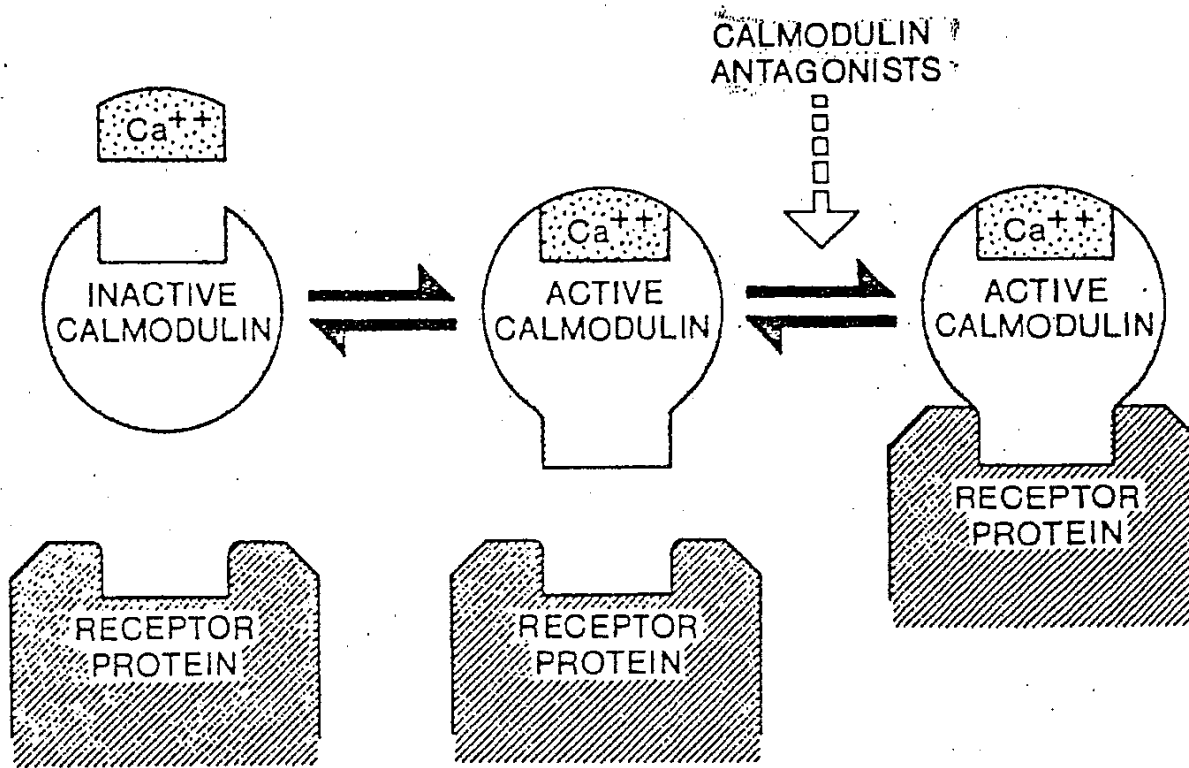 CALMODULIN
ANTAGONISTS
Ca++
Ca++
Ca++
INACTIVE
CALMODULIN
ACTIVE
CALMODULIN
ACTIVE
CALMODULIN
RECEPTOR
PROTEIN
RECEPTOR
PROTEIN
RECEPTOR
PROTEIN